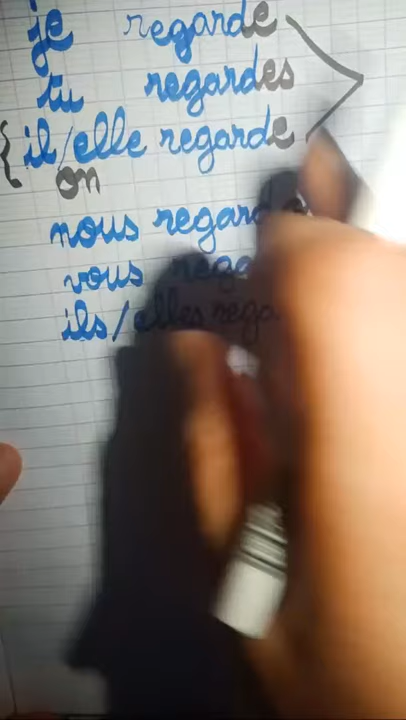 je regarde
tu regardes
il/elle regarde
on
nous
vous
ils/elles